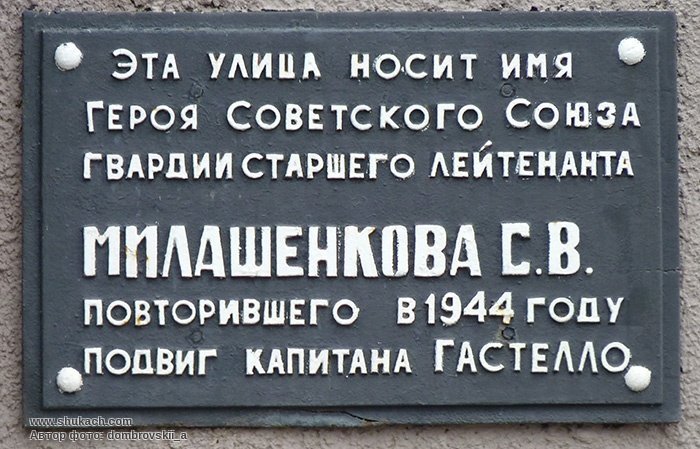 Эта улица носит имя
Героя Советского Союза
гвардии старшего лейтенанта
МИЛАШЕНКОВА С.В.
повторившего в 1944 году
подвиг капитана Гастелло
www.shukach.com
Автор фото: dombrovskii_a